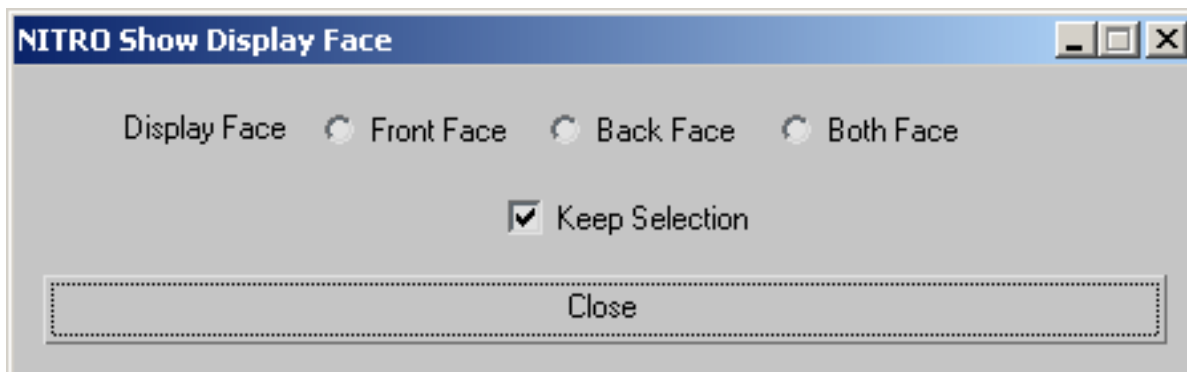 NITRO Show Display Face
Display Face Front Face Back Face Both Face
Keep Selection
Close